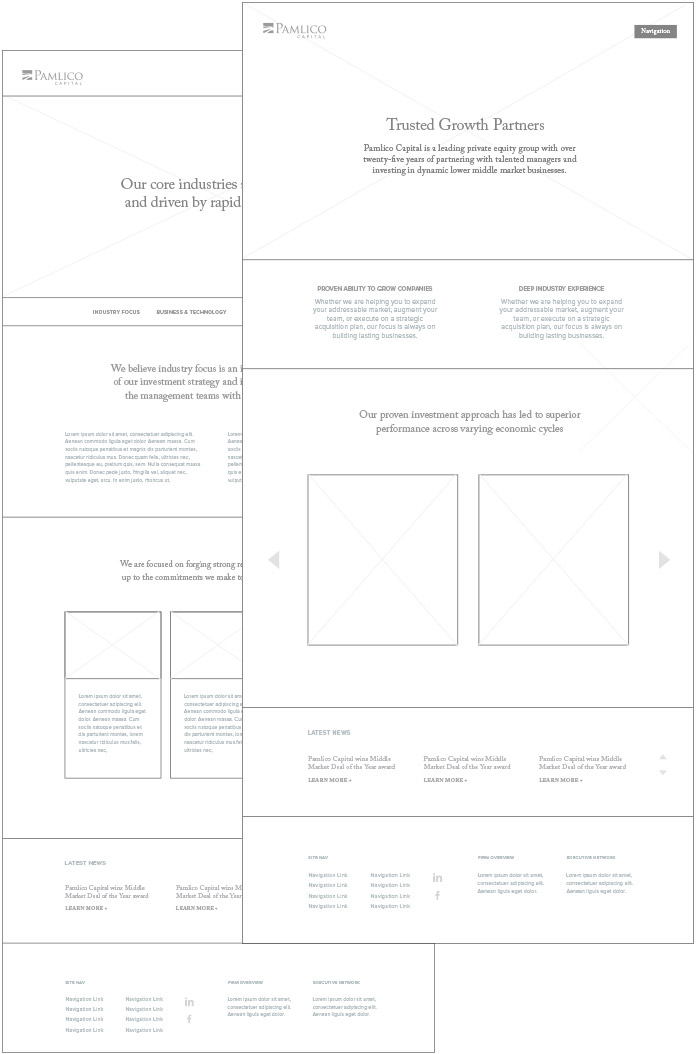 PAMLICO
CAPITAL
Navigation
Trusted Growth Partners
Pamlico Capital is a leading private equity group with over
twenty-five years of partnering with talented managers and
investing in dynamic lower middle market businesses.
PROVEN ABILITY TO GROW COMPANIES
Whether we are helping you to expand
your addressable market, augment your
team, or execute on a strategic
acquisition plan, our focus is always on
building lasting businesses.
DEEP INDUSTRY EXPERIENCE
Whether we are helping you to expand
your addressable market, augment your
team, or execute on a strategic
acquisition plan, our focus is always on
building lasting businesses.
Our proven investment approach has led to superior
performance across varying economic cycles
LATEST NEWS
Pamlico Capital wins Middle
Market Deal of the Year award
LEARN MORE +
Pamlico Capital wins Middle
Market Deal of the Year award
LEARN MORE +
Pamlico Capital wins Middle
Market Deal of the Year award
LEARN MORE +
SITE NAV
Navigation Link
Navigation Link
Navigation Link
Navigation Link
Navigation Link
Navigation Link
Navigation Link
Navigation Link
in
f
FIRM OVERVIEW
Lorem ipsum dolor sit amet,
consectetuer adipiscing elit.
Aenean ligula eget dolor.
EXECUTIVE NETWORK
Lorem ipsum dolor sit amet,
consectetuer adipiscing elit.
Aenean ligula eget dolor.
PAMLICO
CAPITAL
Our core industries
and driven by rapid
INDUSTRY FOCUS
BUSINESS & TECHNOLOGY
We believe industry focus is an
of our investment strategy and
the management teams with
Lorem ipsum dolor sit amet, consectetuer adipiscing elit.
Aenean commodo ligula eget dolor. Aenean massa. Cum
sociis natoque penatibus et magnis dis parturient montes,
nascetur ridiculus mus. Donec quam felis, ultricies nec,
pellentesque eu, pretium quis, sem. Nulla consequat massa
quis enim. Donec pede justo, fringilla vel, aliquet nec,
vulputate eget, arcu. In enim justo, rhoncus ut,
We are focused on forging strong
up to the commitments we make
Lorem ipsum dolor sit amet,
consectetuer adipiscing elit.
Aenean commodo ligula eget
dolor. Aenean massa. Cum
sociis natoque penatibus et
dis parturient montes, lorem
nascetur ridiculus mus.felis,
ultricies nec,
Lorem ipsum dolor sit
consectetuer adipiscing
Aenean commodo ligula
dolor. Aenean massa. Cum
sociis natoque penatibus
dis parturient montes,
nascetur ridiculus
ultricies nec,
LATEST NEWS
Pamlico Capital wins Middle
Market Deal of the Year award
LEARN MORE +
Pamlico Capital wins
Market Deal of the Year
LEARN MORE +
SITE NAV
Navigation Link
Navigation Link
Navigation Link
Navigation Link
Navigation Link
Navigation Link
Navigation Link
Navigation Link
in
f
FIRM OVERVIEW
Lorem ipsum dolor sit amet,
consectetuer adipiscing elit.
Aenean ligula eget dolor.
EXECUTIVE NETWORK
Lorem ipsum dolor sit amet,
consectetuer adipiscing elit.
Aenean ligula eget dolor.